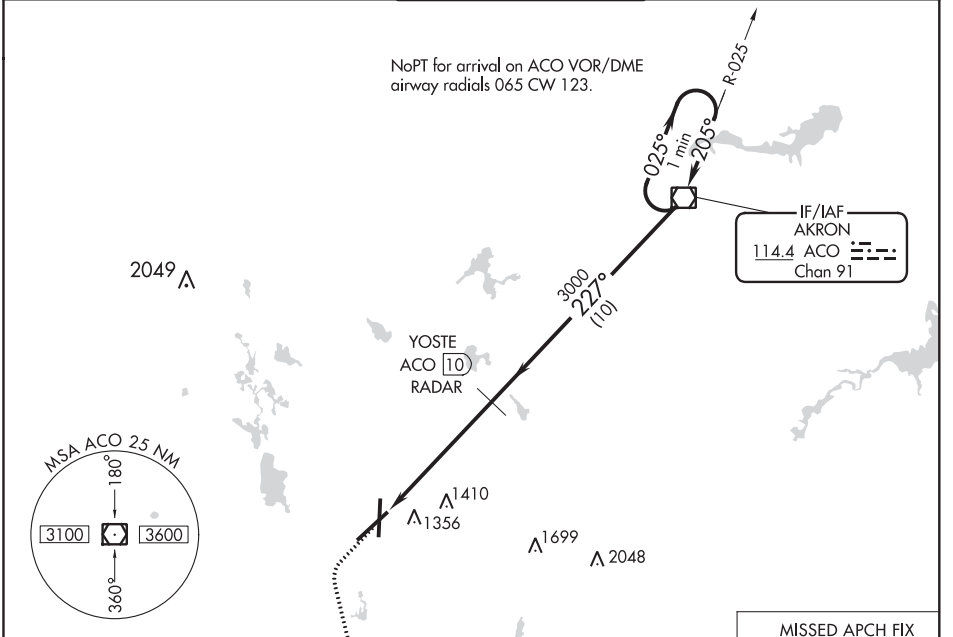 NoPT for arrival on ACO VOR/DME
airway radials 065 CW 123.
R-025
025°
1 min
205°
IF/IAF
AKRON
114.4 ACO
Chan 91
2049
3000
227°
(10)
YOSTE
ACO 10
RADAR
MSA ACO 25 NM
180°
3100
3600
360°
1410
1356
1699
2048
MISSED APCH FIX